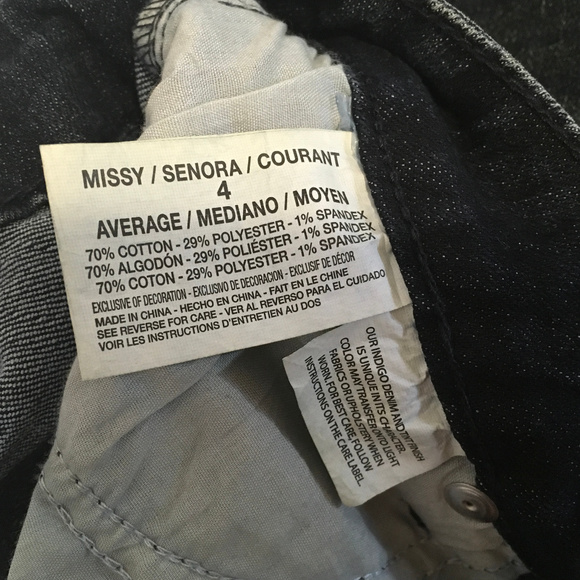 MISSY / SENORA / COURANT
4
AVERAGE / MEDIANO / MOYEN
70% COTTON - 29% POLYESTER - 1% SPANDEX
70% ALGODÓN - 29% POLIÉSTER - 1% SPANDEX
70% COTON - 29% POLYESTER - 1% SPANDEX
EXCLUSIVE OF DECORATION - EXCLUSIVO DE DECORACION - EXCLUSIF DE DÉCOR
MADE IN CHINA - HECHO EN CHINA - FAIT EN LE CHINE
SEE REVERSE FOR CARE - VER AL REVERSO PARA EL CUIDADO
VOIR LES INSTRUCTIONS D'ENTRETIEN AU DOS
OUR INDIGO DENIM AND TINT FINISH
IS UNIQUE IN ITS CHARACTER.
COLOR MAY TRANSFER ONTO LIGHT
FABRICS OR UPHOLSTERY WHEN
WORN. FOR BEST CARE, FOLLOW
INSTRUCTIONS ON THE CARE LABEL.